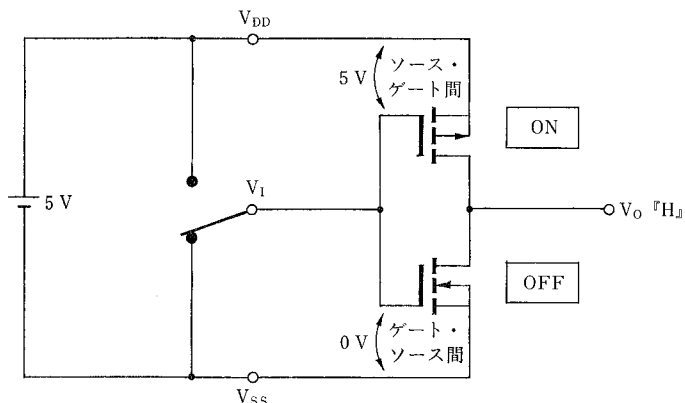 V_DD
5 V
ソース・
ゲート間
ON
5 V
V_I
V_O 『H』
OFF
0 V
ゲート・
ソース間
V_SS